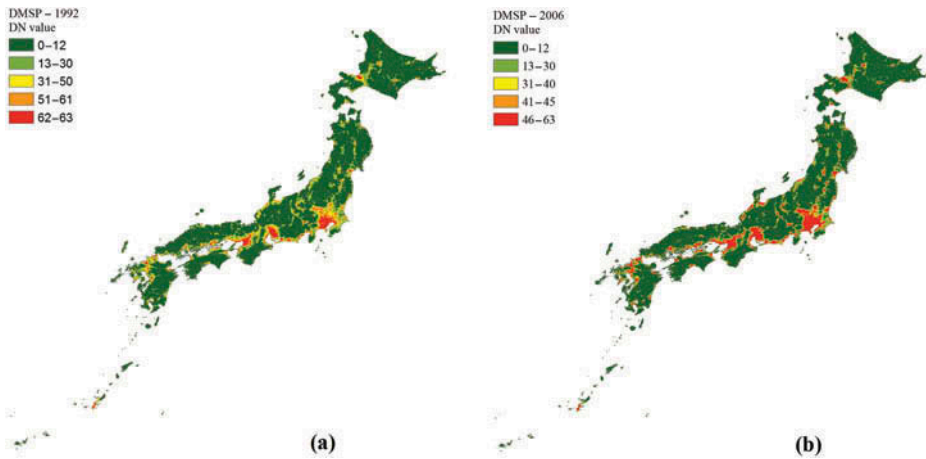 DMSP – 1992
DN value
0–12
13–30
31–50
51–61
62–63
(a)
DMSP – 2006
DN value
0–12
13–30
31–40
41–45
46–63
(b)